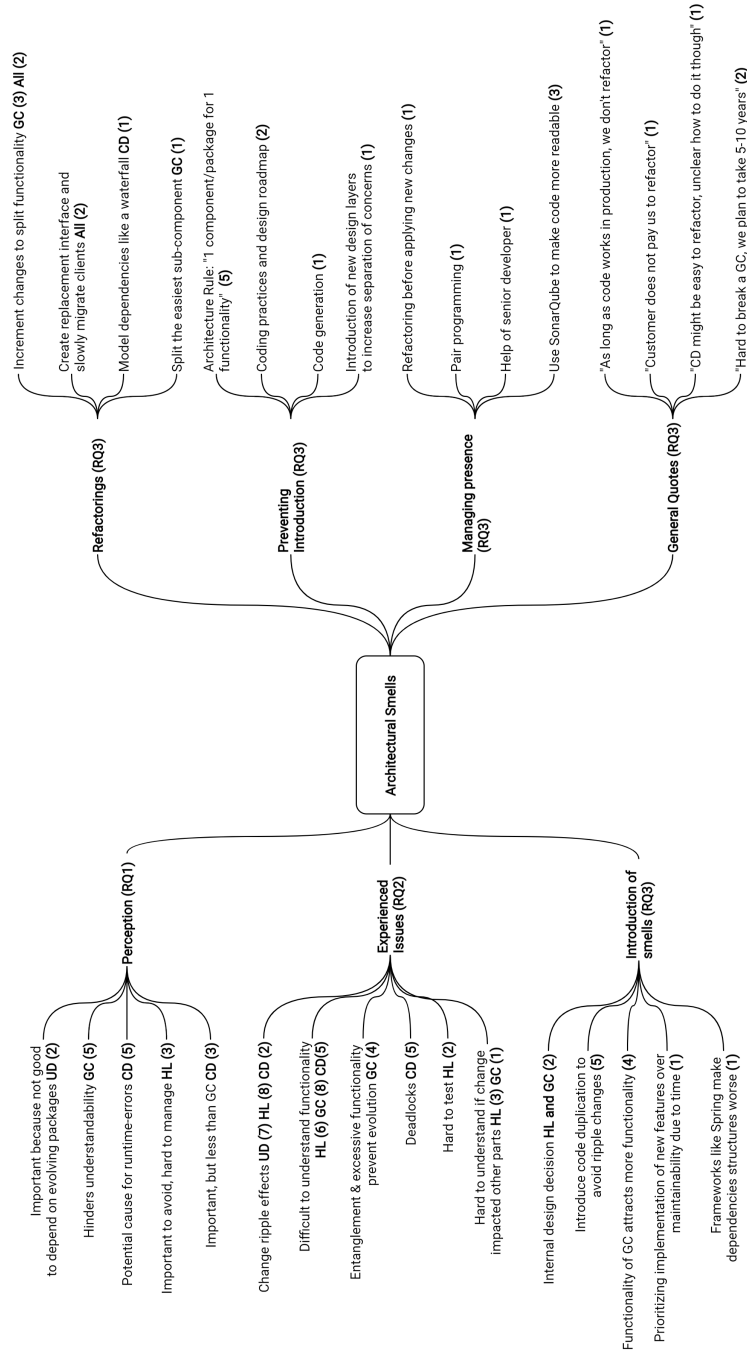 Architectural Smells
Perception (RQ1)
Important because not good
to depend on evolving packages UD (2)
Hinders understandability GC (5)
Potential cause for runtime-errors CD (5)
Important to avoid, hard to manage HL (3)
Important, but less than GC CD (3)
Experienced
Issues (RQ2)
Change ripple effects UD (7) HL (8) CD (2)
Difficult to understand functionality
HL (6) GC (8) CD(5)
Entanglement & excessive functionality
prevent evolution GC (4)
Deadlocks CD (5)
Hard to test HL (2)
Hard to understand if change
impacted other parts HL (3) GC (1)
Introduction of
smells (RQ3)
Internal design decision HL and GC (2)
Introduce code duplication to
avoid ripple changes (5)
Functionality of GC attracts more functionality (4)
Prioritizing implementation of new features over
maintainability due to time (1)
Frameworks like Spring make
dependencies structures worse (1)
Refactorings (RQ3)
Increment changes to split functionality GC (3) All (2)
Create replacement interface and
slowly migrate clients All (2)
Model dependencies like a waterfall CD (1)
Split the easiest sub-component GC (1)
Preventing
Introduction (RQ3)
Architecture Rule: "1 component/package for 1
functionality" (5)
Coding practices and design roadmap (2)
Code generation (1)
Introduction of new design layers
to increase separation of concerns (1)
Managing presence
(RQ3)
Refactoring before applying new changes (1)
Pair programming (1)
Help of senior developer (1)
Use SonarQube to make code more readable (3)
General Quotes (RQ3)
"As long as code works in production, we don't refactor" (1)
"Customer does not pay us to refactor" (1)
"CD might be easy to refactor, unclear how to do it though" (1)
"Hard to break a GC, we plan to take 5-10 years" (2)